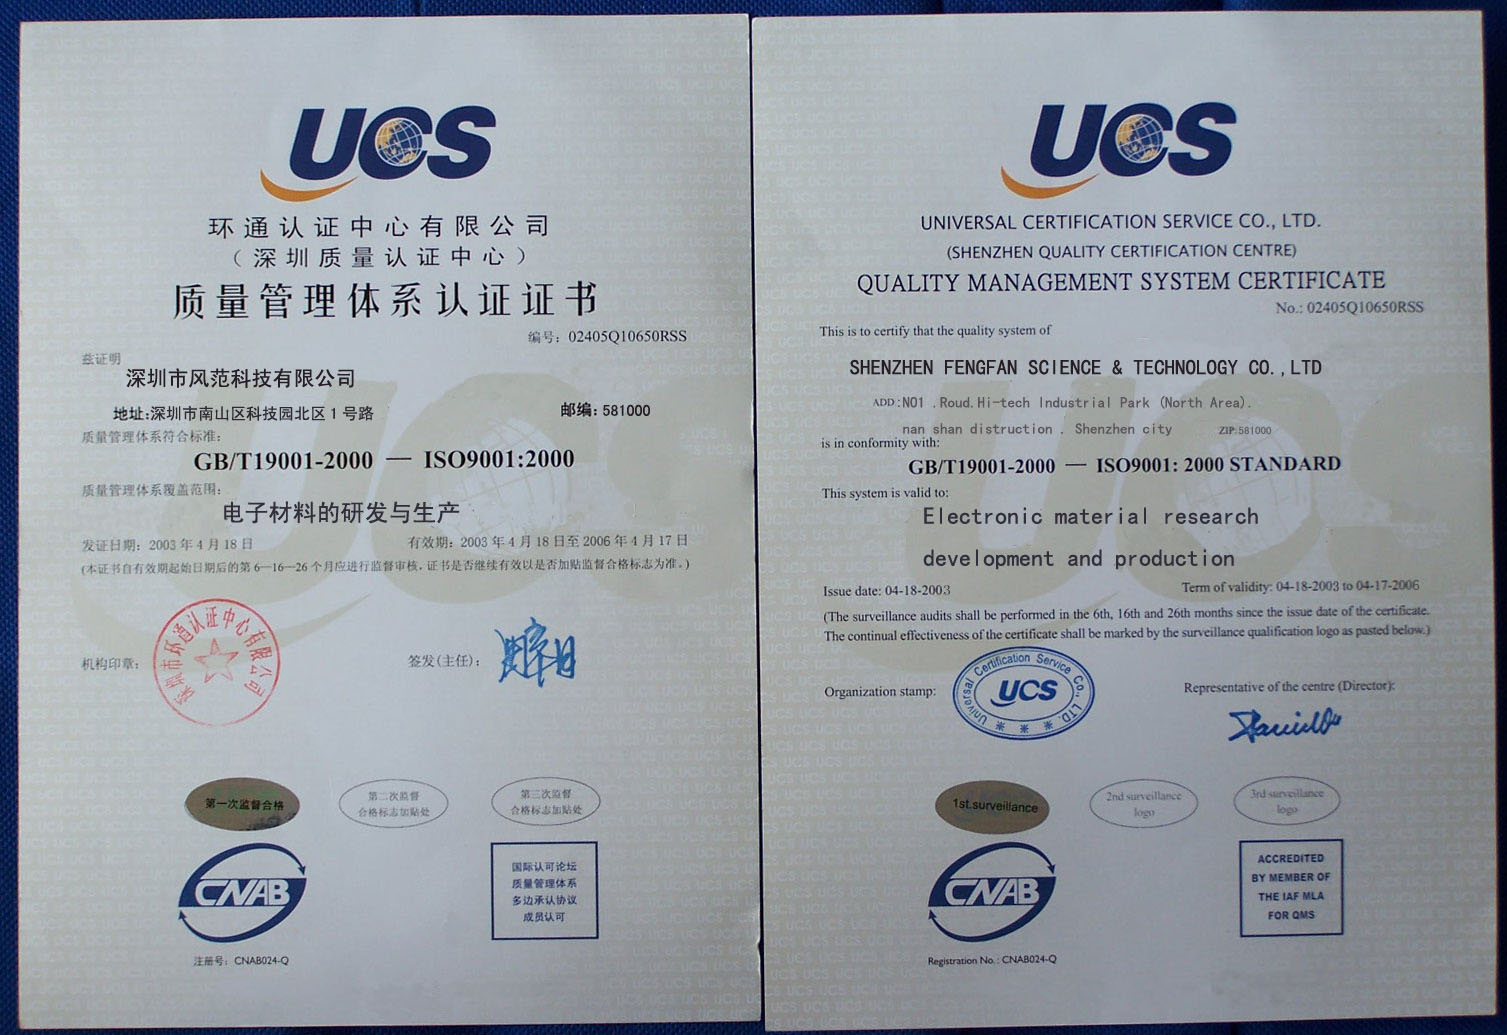 UCS
环通认证中心有限公司
（深圳质量认证中心）
质量管理体系认证证书
编号：02405Q10650RSS
兹证明
深圳市风范科技有限公司
地址:深圳市南山区科技园北区1号路 邮编: 581000
质量管理体系符合标准：
GB/T19001-2000 — ISO9001:2000
质量管理体系覆盖范围：
电子材料的研发与生产
发证日期：2003年4月18日 有效期：2003年4月18日至2006年4月17日
(本证书自有效期起始日期后的第6—16—26个月应进行监督审核，证书是否继续有效以是否加贴监督合格标志为准。)
机构印章：
深圳市环通认证中心有限公司
签发(主任)：
第一次监督合格
第二次监督
合格标志加贴处
第三次监督
合格标志加贴处
CNAB
国际认可论坛
质量管理体系
多边承认协议
成员认可
注册号：CNAB024-Q
UCS
UNIVERSAL CERTIFICATION SERVICE CO., LTD.
(SHENZHEN QUALITY CERTIFICATION CENTRE)
QUALITY MANAGEMENT SYSTEM CERTIFICATE
No.: 02405Q10650RSS
This is to certify that the quality system of
SHENZHEN FENGFAN SCIENCE & TECHNOLOGY CO.,LTD
ADD:NO1 .Roud.Hi-tech Industrial Park (North Area).
nan shan distruction . Shenzhen city ZIP:581000
is in conformity with:
GB/T19001-2000 — ISO9001: 2000 STANDARD
This system is valid to:
Electronic material research
development and production
Issue date: 04-18-2003 Term of validity: 04-18-2003 to 04-17-2006
(The surveillance audits shall be performed in the 6th, 16th and 26th months since the issue date of the certificate.
The continual effectiveness of the certificate shall be marked by the surveillance qualification logo as pasted below.)
Organization stamp:
Universal Certification Service Co., LTD.
UCS
Representative of the centre (Director):
1st.surveillance
2nd surveillance
logo
3rd surveillance
logo
CNAB
ACCREDITED
BY MEMBER OF
THE IAF MLA
FOR QMS
Registration No.: CNAB024-Q